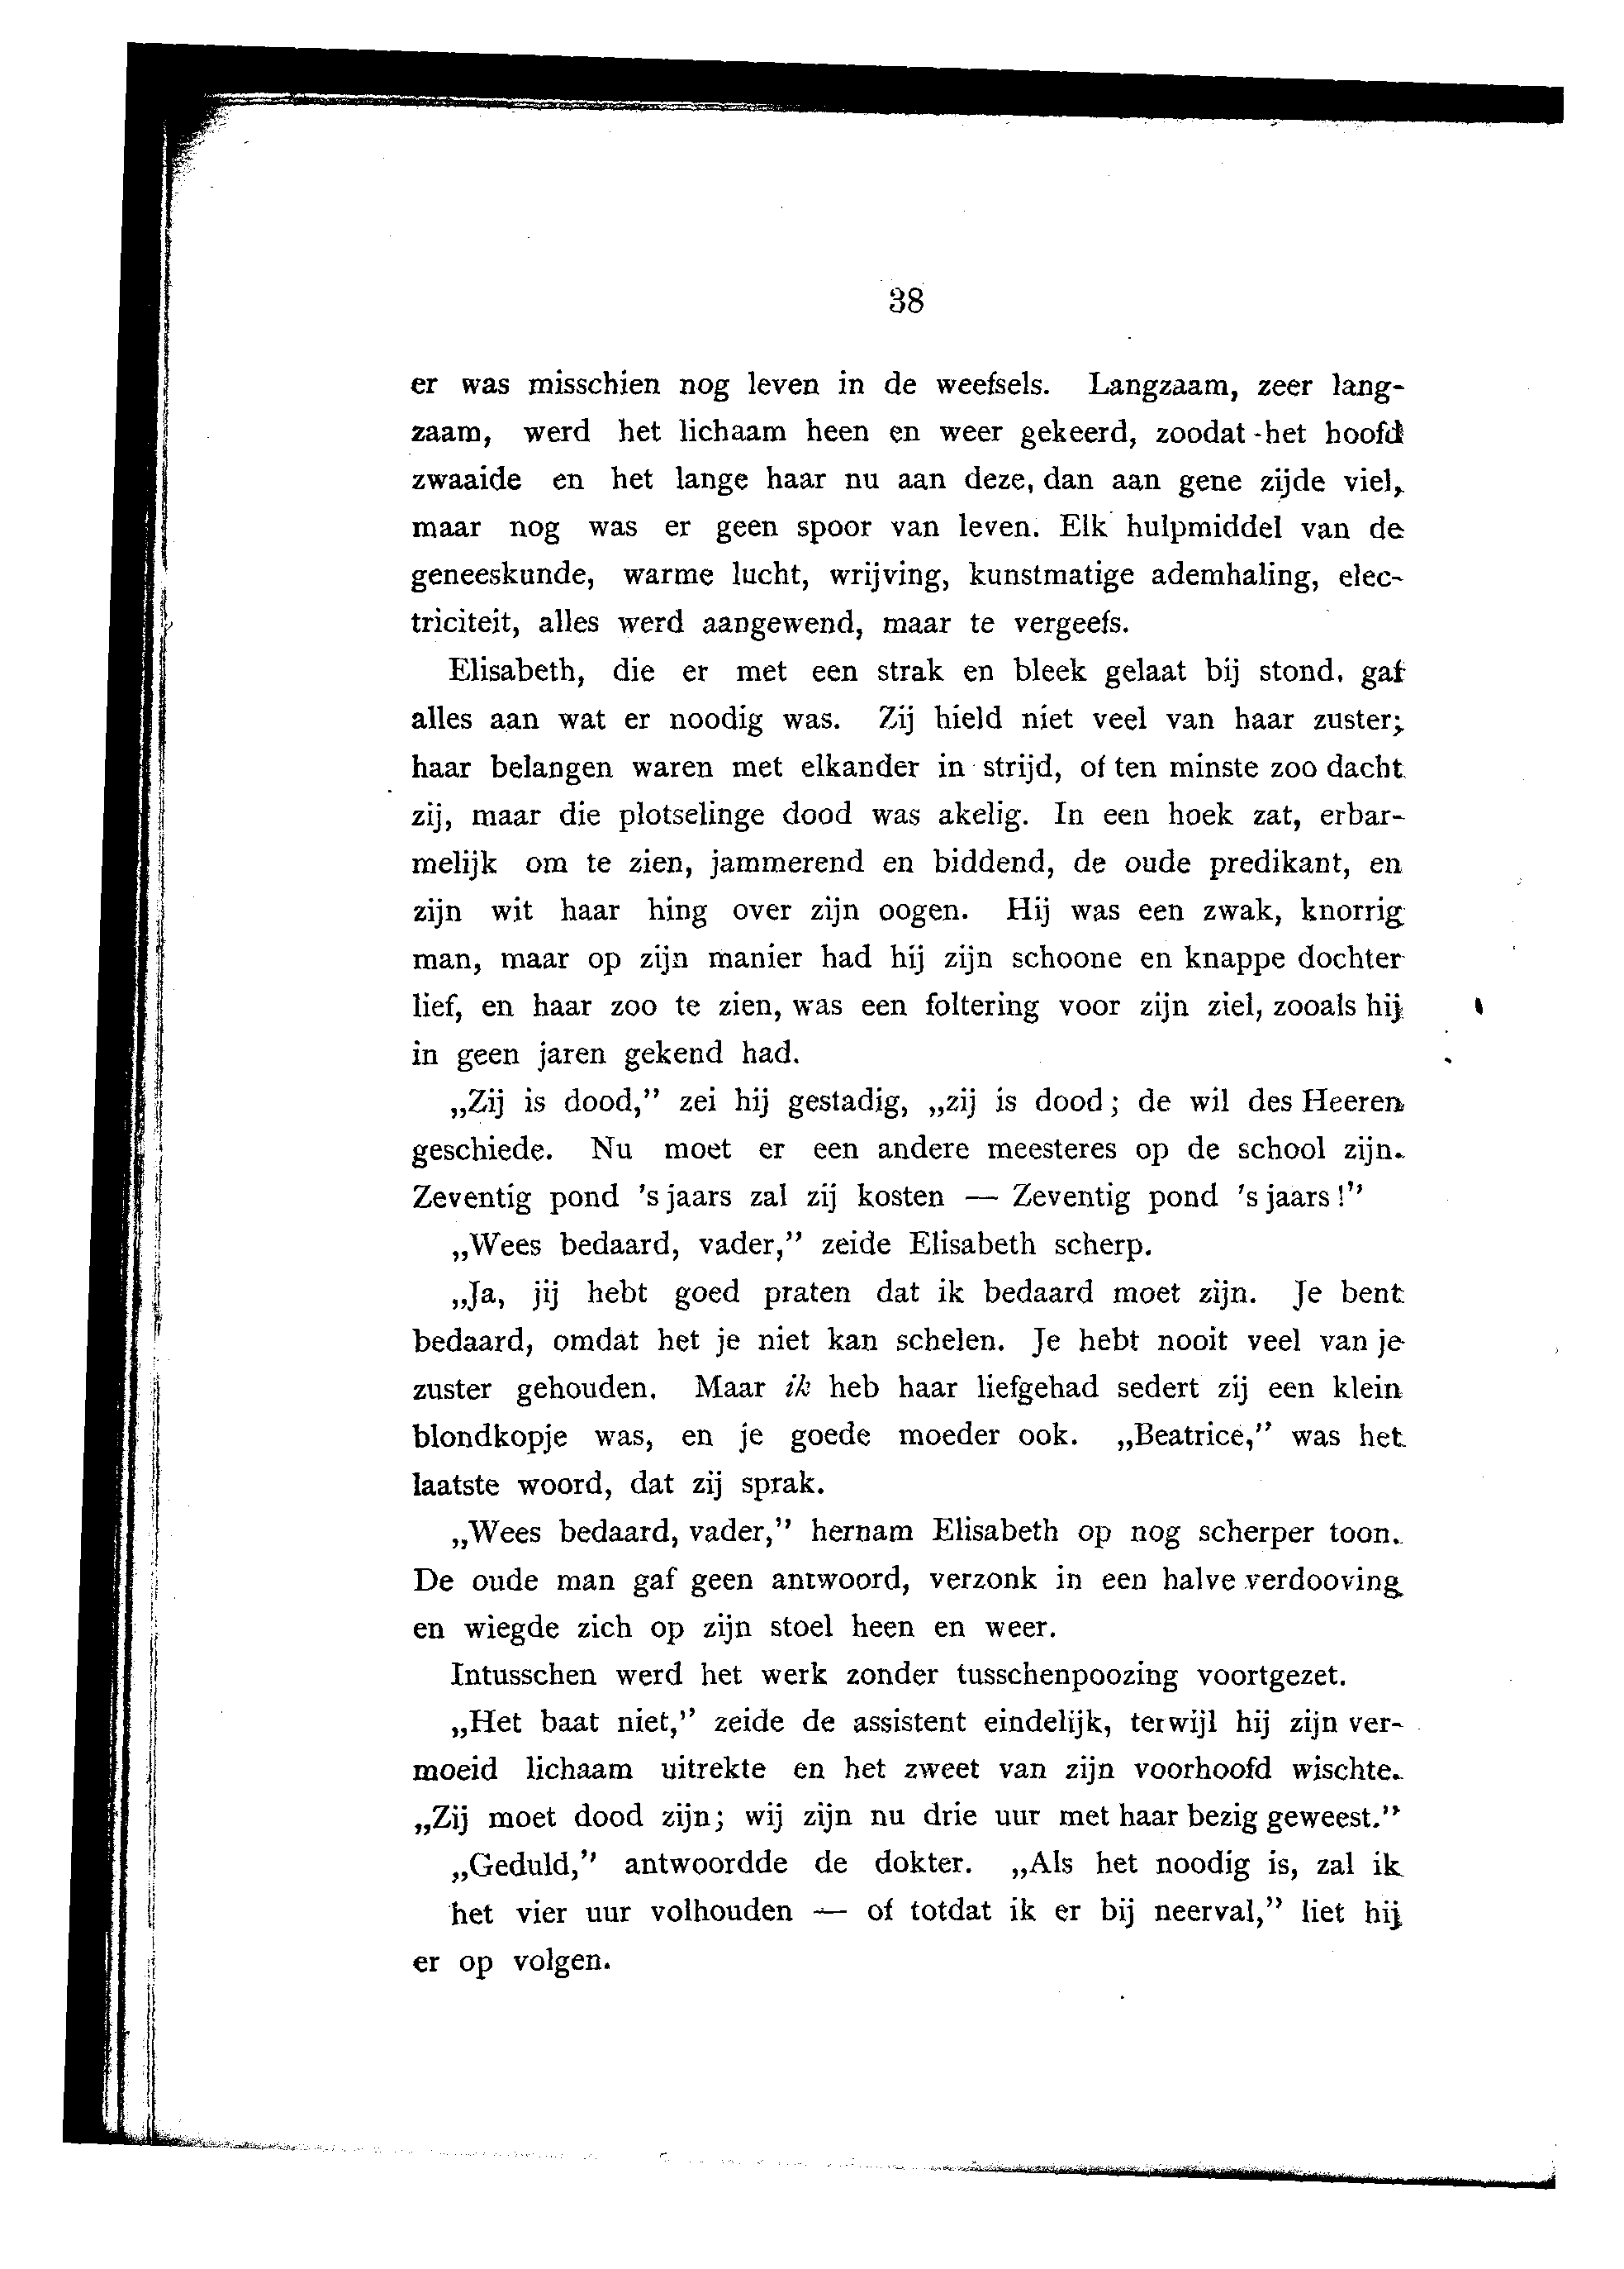 38
er was misschien nog leven in de weefsels. Langzaam, zeer lang-
zaam, werd het lichaam heen en weer gekeerd, zoodat het hoofd
zwaaide en het lange haar nu aan deze, dan aan gene zijde viel,
maar nog was er geen spoor van leven. Elk hulpmiddel van de
geneeskunde, warme lucht, wrijving, kunstmatige ademhaling, elec-
triciteit, alles werd aangewend, maar te vergeefs.
Elisabeth, die er met een strak en bleek gelaat bij stond, gaf
alles aan wat er noodig was. Zij hield niet veel van haar zuster;
haar belangen waren met elkander in strijd, of ten minste zoo dacht
zij, maar die plotselinge dood was akelig. In een hoek zat, erbar-
melijk om te zien, jammerend en biddend, de oude predikant, en
zijn wit haar hing over zijn oogen. Hij was een zwak, knorrig
man, maar op zijn manier had hij zijn schoone en knappe dochter
lief, en haar zoo te zien, was een foltering voor zijn ziel, zooals hij
in geen jaren gekend had.
„Zij is dood,” zei hij gestadig, „zij is dood; de wil des Heeren
geschiede. Nu moet er een andere meesteres op de school zijn.
Zeventig pond 's jaars zal zij kosten — Zeventig pond 's jaars!”
„Wees bedaard, vader,” zeide Elisabeth scherp.
„Ja, jij hebt goed praten dat ik bedaard moet zijn. Je bent
bedaard, omdat het je niet kan schelen. Je hebt nooit veel van je
zuster gehouden. Maar ik heb haar liefgehad sedert zij een klein
blondkopje was, en je goede moeder ook. „Beatrice,” was het
laatste woord, dat zij sprak.
„Wees bedaard, vader,” hernam Elisabeth op nog scherper toon.
De oude man gaf geen antwoord, verzonk in een halve verdooving
en wiegde zich op zijn stoel heen en weer.
Intusschen werd het werk zonder tusschenpoozing voortgezet.
„Het baat niet,” zeide de assistent eindelijk, terwijl hij zijn ver-
moeid lichaam uitrekte en het zweet van zijn voorhoofd wischte.
„Zij moet dood zijn; wij zijn nu drie uur met haar bezig geweest.”
„Geduld,” antwoordde de dokter. „Als het noodig is, zal ik
het vier uur volhouden — of totdat ik er bij neerval,” liet hij
er op volgen.